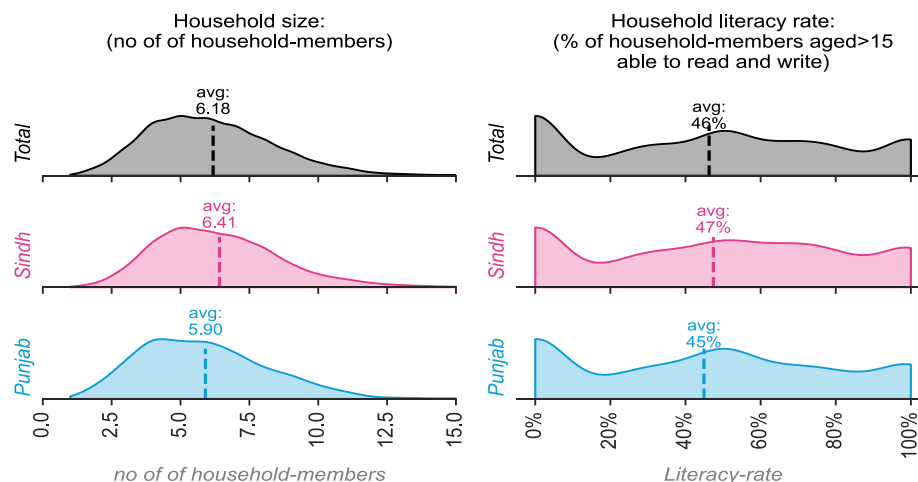 Household size:
(no of of household-members)
avg:
6.18
Total
avg:
6.41
Sindh
avg:
5.90
Punjab
0.0
2.5
5.0
7.5
10.0
12.5
15.0
no of of household-members
Household literacy rate:
(% of household-members aged>15
able to read and write)
avg:
46%
Total
avg:
47%
Sindh
avg:
45%
Punjab
0%
20%
40%
60%
80%
100%
Literacy-rate